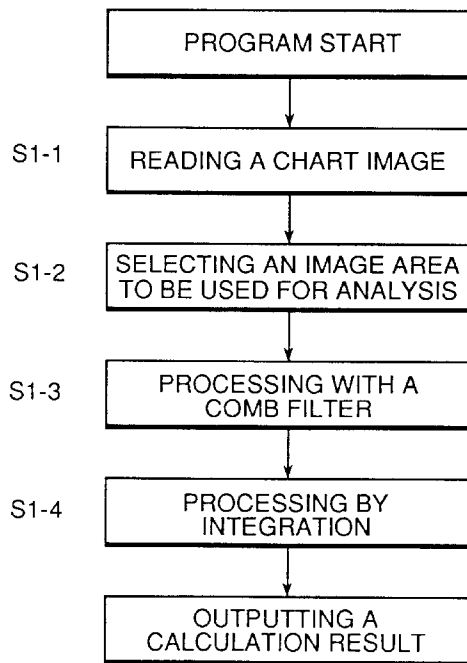 PROGRAM START
S1-1
READING A CHART IMAGE
S1-2
SELECTING AN IMAGE AREA
TO BE USED FOR ANALYSIS
S1-3
PROCESSING WITH A
COMB FILTER
S1-4
PROCESSING BY
INTEGRATION
OUTPUTTING A
CALCULATION RESULT